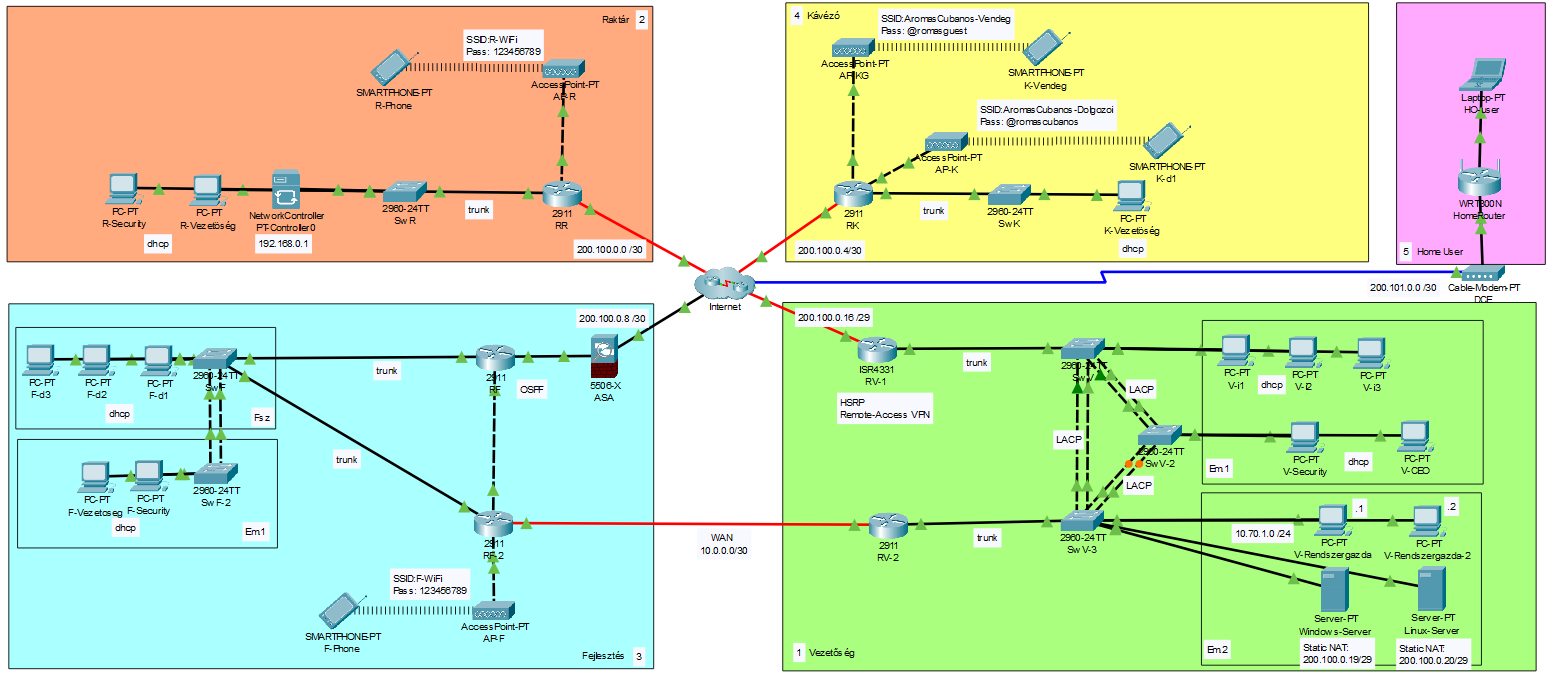 Raktár 2
SSID:R-WiFi
Pass: 123456789
SMARTPHONE-PT
R-Phone
AccessPoint-PT
AP-R
PC-PT
R-Security
PC-PT
R-Vezetőség
NetworkController
PT-Controller0
2960-24TT
SwR
trunk
2911
RR
dhcp
192.168.0.1
200.100.0.0 /30
4 Kávézó
SSID:AromasCubanos-Vendeg
Pass: @romasguest
AccessPoint-PT
AP-KG
SMARTPHONE-PT
K-Vendeg
SSID:AromasCubanos-Dolgozoi
Pass: @romascubanos
AccessPoint-PT
AP-K
SMARTPHONE-PT
K-d1
2911
RK
trunk
2960-24TT
SwK
PC-PT
K-Vezetőség
dhcp
200.100.0.4/30
Laptop-PT
HO-user
WRT300N
HomeRouter
5 Home User
200.101.0.0 /30
Cable-Modem-PT
DCE
Internet
200.100.0.8 /30
PC-PT
F-d3
PC-PT
F-d2
PC-PT
F-d1
2960-24TT
SwF
trunk
2911
RF
OSPF
5506-X
ASA
dhcp
Fsz
trunk
PC-PT
F-Vezetoseg
PC-PT
F-Security
2960-24TT
SwF-2
dhcp
Em1
2911
RF-2
SSID:F-WiFi
Pass: 123456789
SMARTPHONE-PT
F-Phone
AccessPoint-PT
AP-F
Fejlesztés 3
WAN
10.0.0.0/30
200.100.0.16 /29
ISR4331
RV-1
HSRP
Remote-Access VPN
trunk
2960-24TT
SwV
LACP
LACP
LACP
2960-24TT
SwV-2
PC-PT
V-i1
PC-PT
V-i2
PC-PT
V-i3
dhcp
PC-PT
V-Security
PC-PT
V-CEO
dhcp
Em1
2911
RV-2
trunk
2960-24TT
SwV-3
10.70.1.0 /24
.1
.2
PC-PT
V-Rendszergazda
PC-PT
V-Rendszergazda-2
Server-PT
Windows-Server
Server-PT
Linux-Server
Em2
Static NAT:
200.100.0.19/29
Static NAT:
200.100.0.20/29
1 Vezetőség